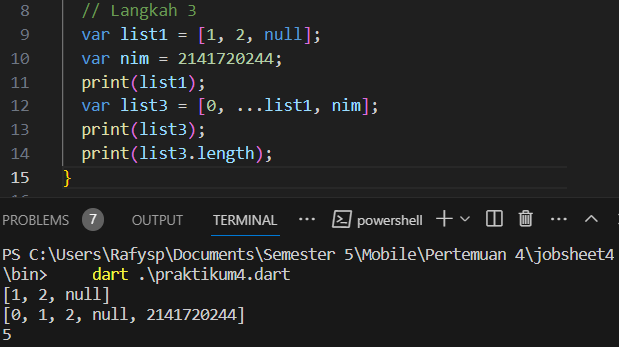 8 // Langkah 3
9 var list1 = [1, 2, null];
10 var nim = 2141720244;
11 print(list1);
12 var list3 = [0, ...list1, nim];
13 print(list3);
14 print(list3.length);
15 }
PROBLEMS 7 OUTPUT TERMINAL ... powershell
PS C:\Users\Rafysp\Documents\Semester 5\Mobile\Pertemuan 4\jobsheet4
\bin> dart .\praktikum4.dart
[1, 2, null]
[0, 1, 2, null, 2141720244]
5